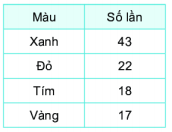 Màu Số lần
Xanh 43
Đỏ 22
Tím 18
Vàng 17